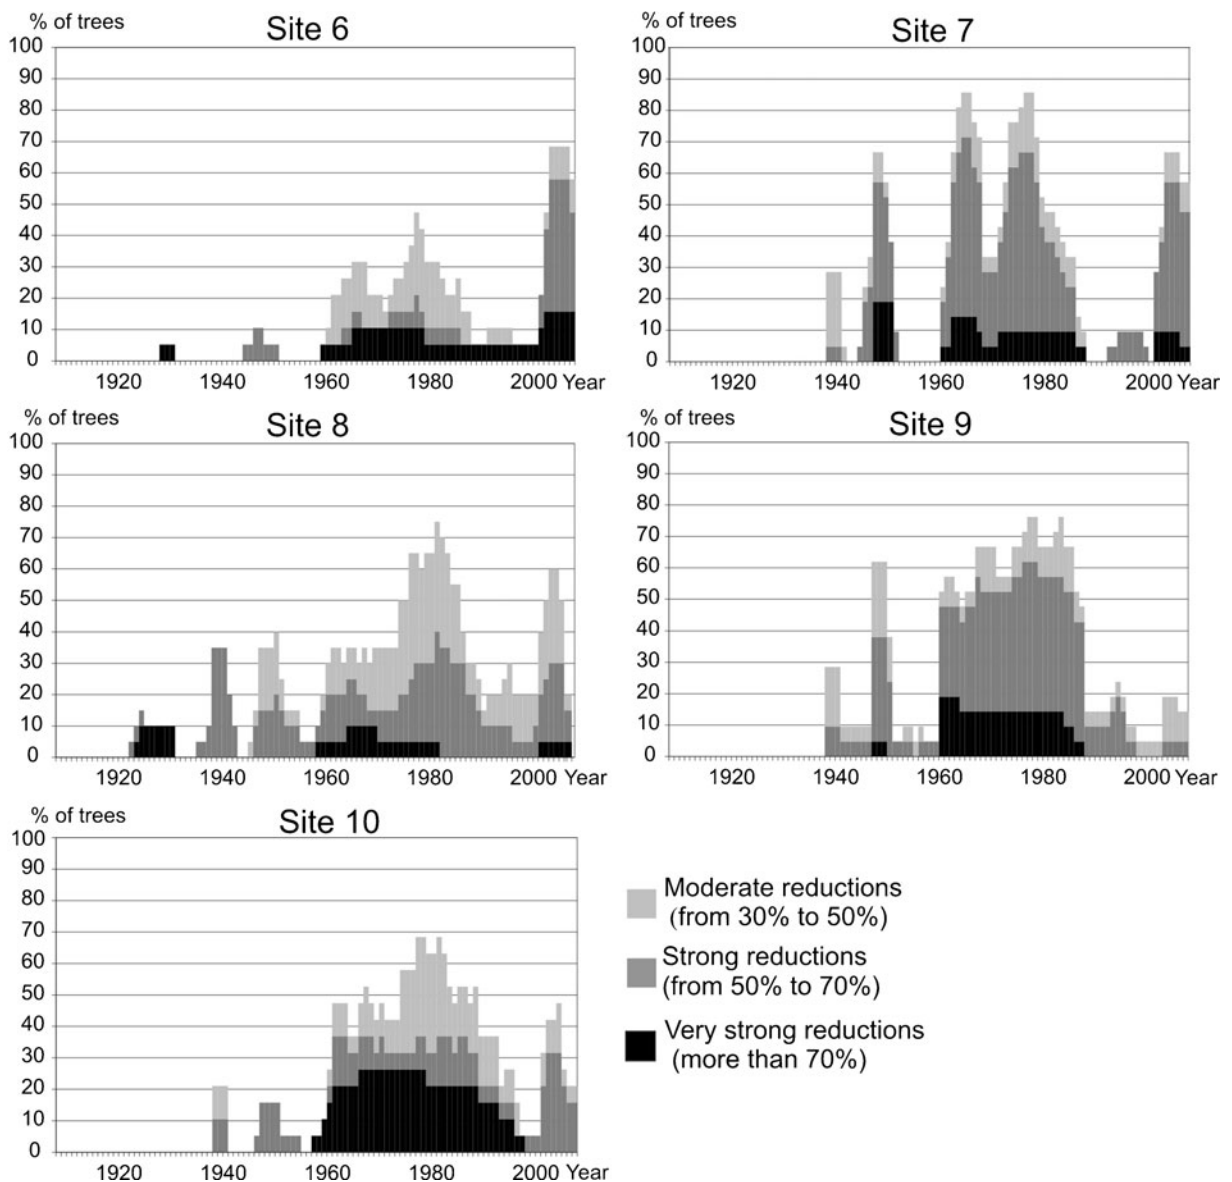 % of trees
Site 6
100
90
80
70
60
50
40
30
20
10
0
1920 1940 1960 1980 2000 Year
% of trees
Site 7
100
90
80
70
60
50
40
30
20
10
0
1920 1940 1960 1980 2000 Year
% of trees
Site 8
100
90
80
70
60
50
40
30
20
10
0
1920 1940 1960 1980 2000 Year
% of trees
Site 9
100
90
80
70
60
50
40
30
20
10
0
1920 1940 1960 1980 2000 Year
% of trees
Site 10
100
90
80
70
60
50
40
30
20
10
0
1920 1940 1960 1980 2000 Year
Moderate reductions
(from 30% to 50%)
Strong reductions
(from 50% to 70%)
Very strong reductions
(more than 70%)